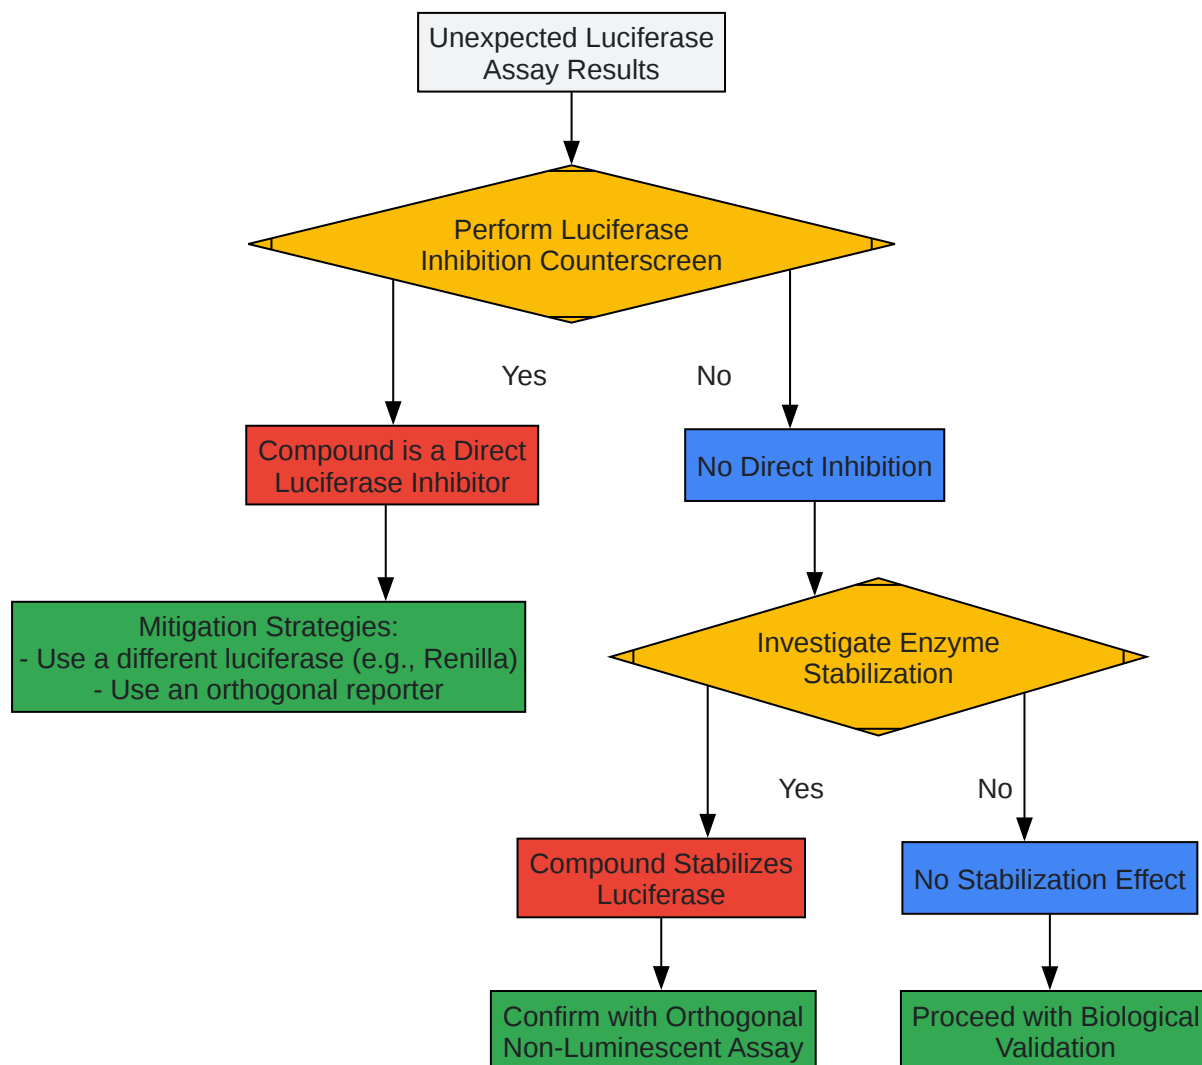 Unexpected Luciferase
Assay Results
Perform Luciferase
Inhibition Counterscreen
Yes
No
Compound is a Direct
Luciferase Inhibitor
No Direct Inhibition
Mitigation Strategies:
- Use a different luciferase (e.g., Renilla)
- Use an orthogonal reporter
Investigate Enzyme
Stabilization
Yes
No
Compound Stabilizes
Luciferase
No Stabilization Effect
Confirm with Orthogonal
Non-Luminescent Assay
Proceed with Biological
Validation